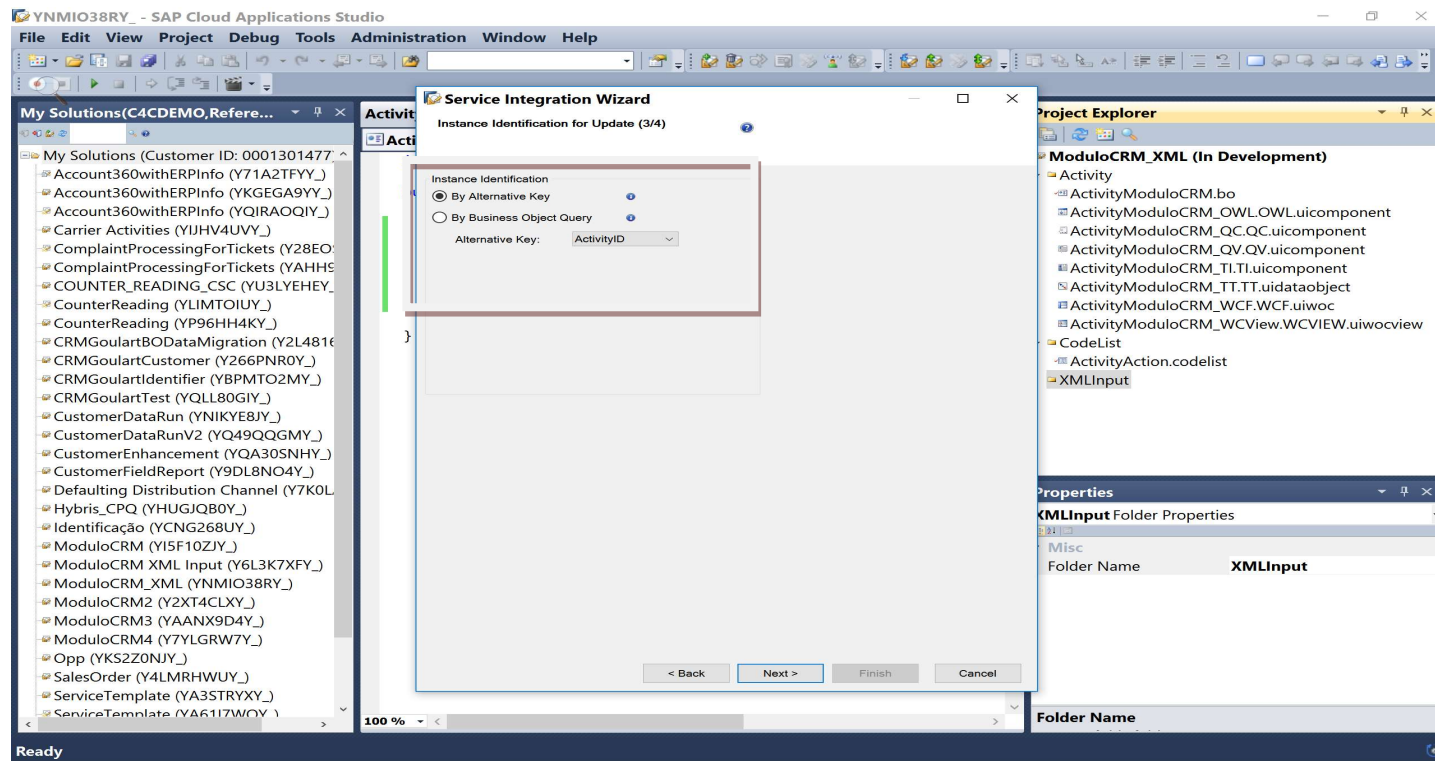 YNMIO38RY_ - SAP Cloud Applications Studio
File Edit View Project Debug Tools Administration Window Help
My Solutions(C4CDEMO,Refere...
My Solutions (Customer ID: 0001301477)
Account360withERPInfo (Y71A2TFYY_)
Account360withERPInfo (YKGEGA9YY_)
Account360withERPInfo (YQIRAOQIY_)
Carrier Activities (YIJHV4UVY_)
ComplaintProcessingForTickets (Y28EO
ComplaintProcessingForTickets (YAHH9
COUNTER_READING_CSC (YU3LYEHEY_
CounterReading (YLIMTOIUY_)
CounterReading (YP96HH4KY_)
CRMGoulartBODataMigration (Y2L4816
CRMGoulartCustomer (Y266PNR0Y_)
CRMGoulartIdentifier (YBPMTO2MY_)
CRMGoulartTest (YQLL80GIY_)
CustomerDataRun (YNIKYE8JY_)
CustomerDataRunV2 (YQ49QQGMY_)
CustomerEnhancement (YQA30SNHY_)
CustomerFieldReport (Y9DL8NO4Y_)
Defaulting Distribution Channel (Y7K0L
Hybris_CPQ (YHUGJQB0Y_)
Identificação (YCNG268UY_)
ModuloCRM (YI5F10ZJY_)
ModuloCRM XML Input (Y6L3K7XFY_)
ModuloCRM_XML (YNMIO38RY_)
ModuloCRM2 (Y2XT4CLXY_)
ModuloCRM3 (YAANX9D4Y_)
ModuloCRM4 (Y7YLGRW7Y_)
Opp (YKS2Z0NJY_)
SalesOrder (Y4LMRHWUY_)
ServiceTemplate (YA3STRYXY_)
ServiceTemplate (YA61I7WOY_)
Activit
Acti
}
100 %
Service Integration Wizard
Instance Identification for Update (3/4)
Instance Identification
By Alternative Key
By Business Object Query
Alternative Key: ActivityID
< Back Next > Finish Cancel
Project Explorer
ModuloCRM_XML (In Development)
Activity
ActivityModuloCRM.bo
ActivityModuloCRM_OWL.OWL.uicomponent
ActivityModuloCRM_QC.QC.uicomponent
ActivityModuloCRM_QV.QV.uicomponent
ActivityModuloCRM_TI.TI.uicomponent
ActivityModuloCRM_TT.TT.uidataobject
ActivityModuloCRM_WCF.WCF.uiwoc
ActivityModuloCRM_WCView.WCVIEW.uiwocview
CodeList
ActivityAction.codelist
XMLInput
Properties
XMLInput Folder Properties
Misc
Folder Name XMLInput
Folder Name
Ready